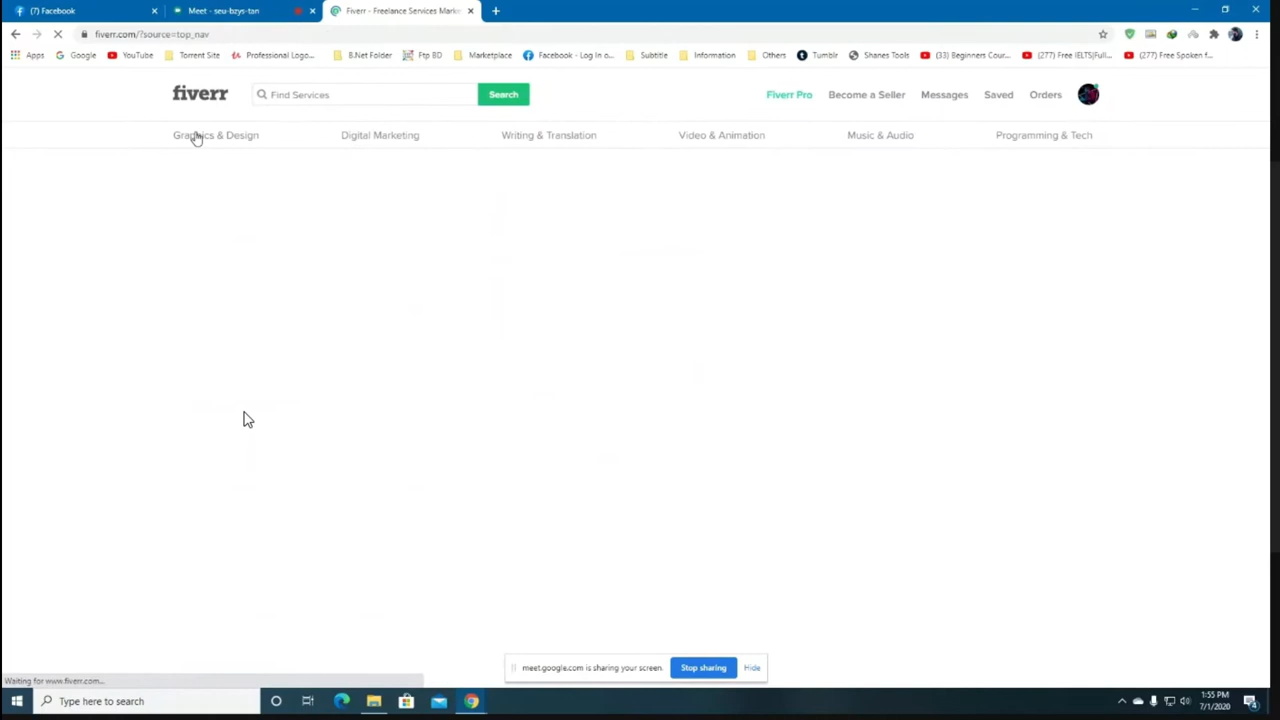 (7) Facebook
Meet - seu-bzys-tan
Fiverr - Freelance Services Mark
fiverr.com/?source=top_nav
Apps
Google
YouTube
Torrent Site
Professional Logo...
B.Net Folder
Ftp BD
Marketplace
Facebook - Log In o...
Subtitle
Information
Others
Tumblr
Shanes Tools
(33) Beginners Cour...
(277) Free IELTS(Full...
(277) Free Spoken f...
fiverr
Find Services
Search
Fiverr Pro
Become a Seller
Messages
Saved
Orders
Graphics & Design
Digital Marketing
Writing & Translation
Video & Animation
Music & Audio
Programming & Tech
meet.google.com is sharing your screen.
Stop sharing
Hide
Waiting for www.fiverr.com...
Type here to search
1:55 PM
7/1/2020
4